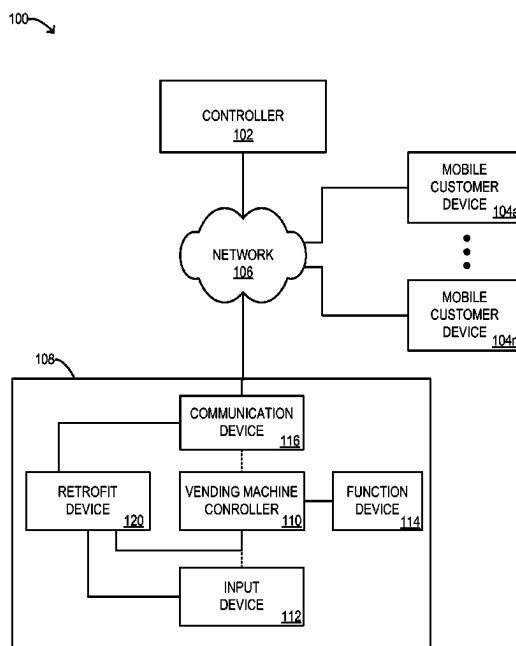 100
CONTROLLER
102
MOBILE
CUSTOMER
DEVICE
104a
NETWORK
106
MOBILE
CUSTOMER
DEVICE
104n
108
COMMUNICATION
DEVICE
116
RETROFIT
DEVICE
120
VENDING MACHINE
CONROLLER
110
FUNCTION
DEVICE
114
INPUT
DEVICE
112